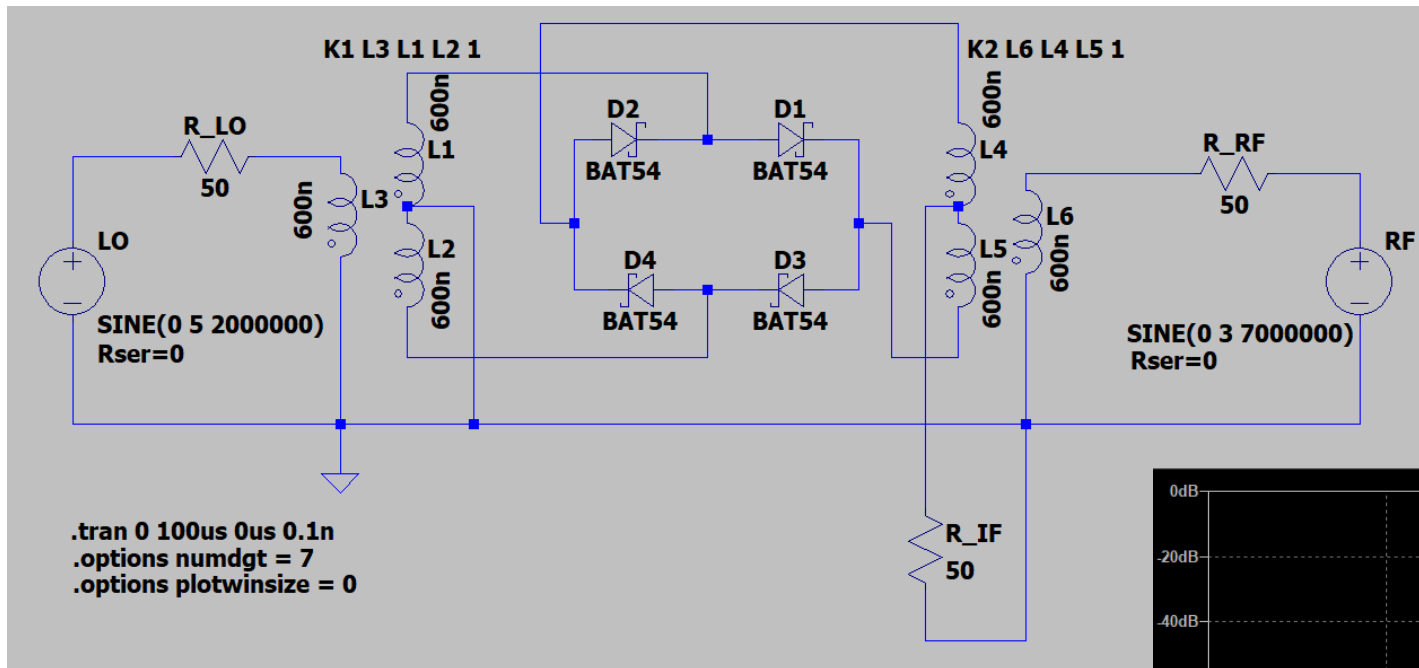 K1 L3 L1 L2 1
K2 L6 L4 L5 1
600n
600n
D2
D1
R_LO
L1
L4
R_RF
BAT54
BAT54
50
50
600n
L3
L6
LO
L2
D4
D3
L5
RF
600n
600n
600n
BAT54
BAT54
SINE(0 5 2000000)
Rser=0
SINE(0 3 7000000)
Rser=0
0dB
.tran 0 100us 0us 0.1n
.options numdgt = 7
.options plotwinsize = 0
R_IF
50
-20dB
-40dB